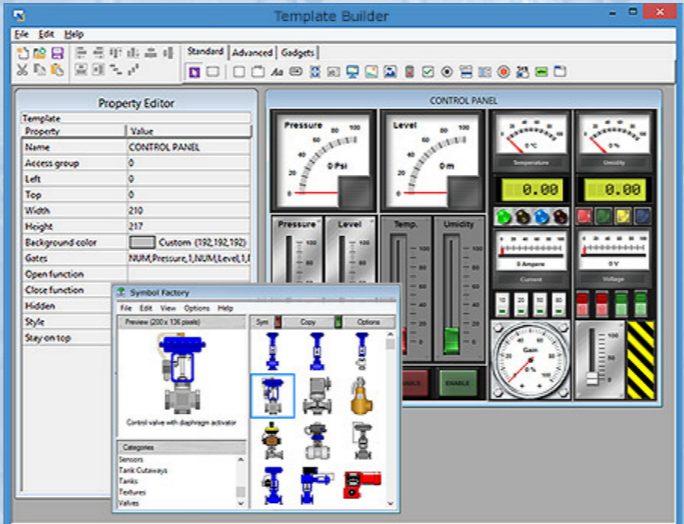 Template Builder
File Edit Help
Standard Advanced Gadgets
Property Editor
Template
Property Value
Name CONTROL PANEL
Access group 0
Left 0
Top 0
Width 210
Height 217
Background color Custom (192,192,192)
Gates NUM,Pressure,1,NUM,Level,1,
Open function
Close function
Hidden
Style
Stay on top
CONTROL PANEL
Pressure
0 Psi
Level
0 m
0 °C
Temperature
0 %
Umidity
0.00
0.00
Pressure
Level
Temp.
Umidity
0 Ampere
Current
0 V
Voltage
Gain
0 %
ENABLE
Symbol Factory
File Edit View Options Help
Preview (200 x 136 pixels)
Sym Copy Options
Control valve with diaphragm activator
Categories
Sensors
Tank Cutaways
Tanks
Textures
Valves